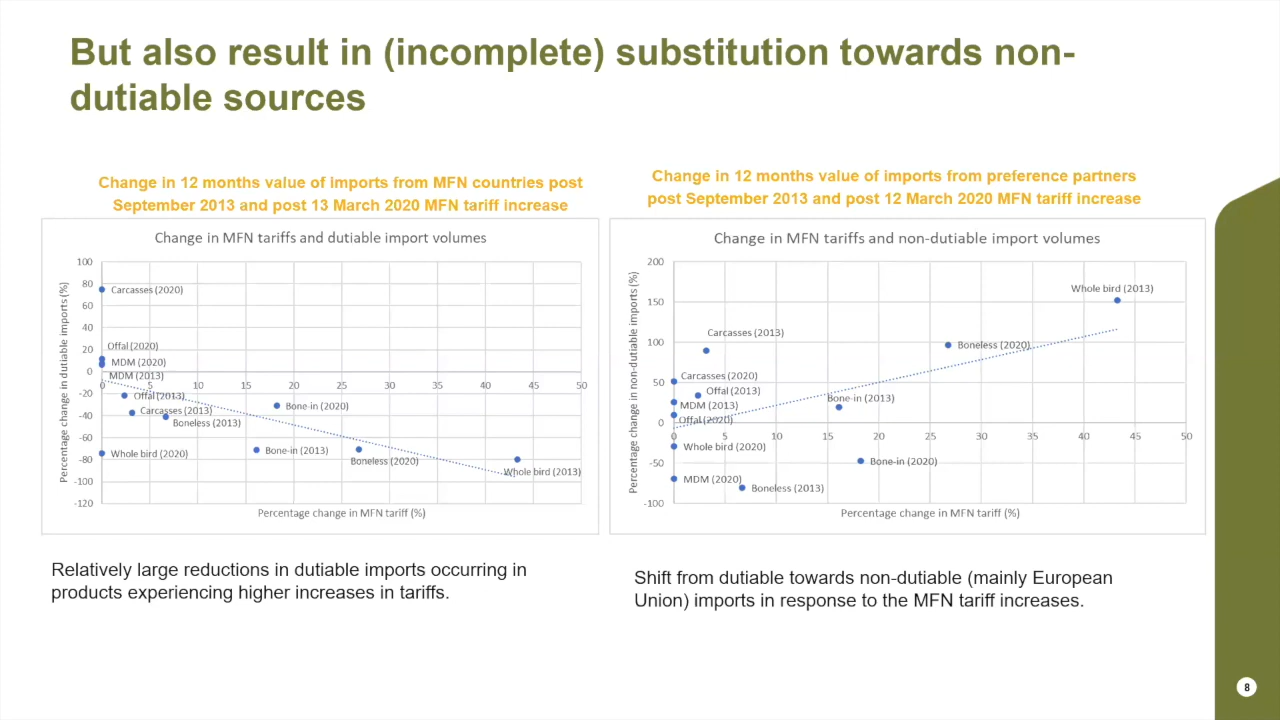 But also result in (incomplete) substitution towards non-
dutiable sources
Change in 12 months value of imports from MFN countries post
September 2013 and post 13 March 2020 MFN tariff increase
Change in MFN tariffs and dutiable import volumes
Percentage change in dutiable imports (%)
100
80
60
40
20
0
-20
-40
-60
-80
-100
-120
0
5
10
15
20
25
30
35
40
45
50
Carcasses (2020)
Offal (2020)
MDM (2020)
MDM (2013)
Offal (2013)
Carcasses (2013)
Boneless (2013)
Bone-in (2020)
Whole bird (2020)
Bone-in (2013)
Boneless (2020)
Whole bird (2013)
Percentage change in MFN tariff (%)
Relatively large reductions in dutiable imports occurring in
products experiencing higher increases in tariffs.
Change in 12 months value of imports from preference partners
post September 2013 and post 12 March 2020 MFN tariff increase
Change in MFN tariffs and non-dutiable import volumes
Percentage change in non-dutiable imports (%)
200
150
100
50
0
-50
-100
0
5
10
15
20
25
30
35
40
45
50
Whole bird (2013)
Carcasses (2013)
Boneless (2020)
Carcasses (2020)
Offal (2013)
Bone-in (2013)
MDM (2013)
Offal (2020)
Whole bird (2020)
Bone-in (2020)
MDM (2020)
Boneless (2013)
Percentage change in MFN tariff (%)
Shift from dutiable towards non-dutiable (mainly European
Union) imports in response to the MFN tariff increases.
8